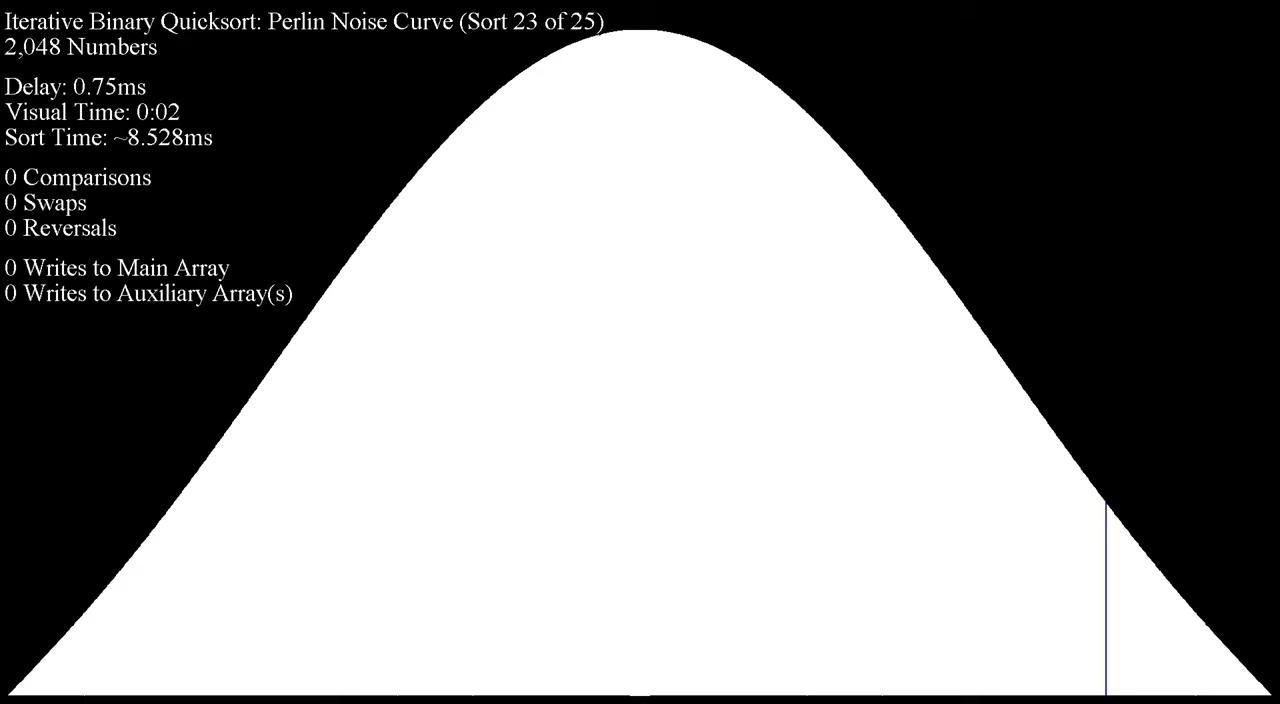 Iterative Binary Quicksort: Perlin Noise Curve (Sort 23 of 25)
2,048 Numbers
Delay: 0.75ms
Visual Time: 0:02
Sort Time: ~8.528ms
0 Comparisons
0 Swaps
0 Reversals
0 Writes to Main Array
0 Writes to Auxiliary Array(s)